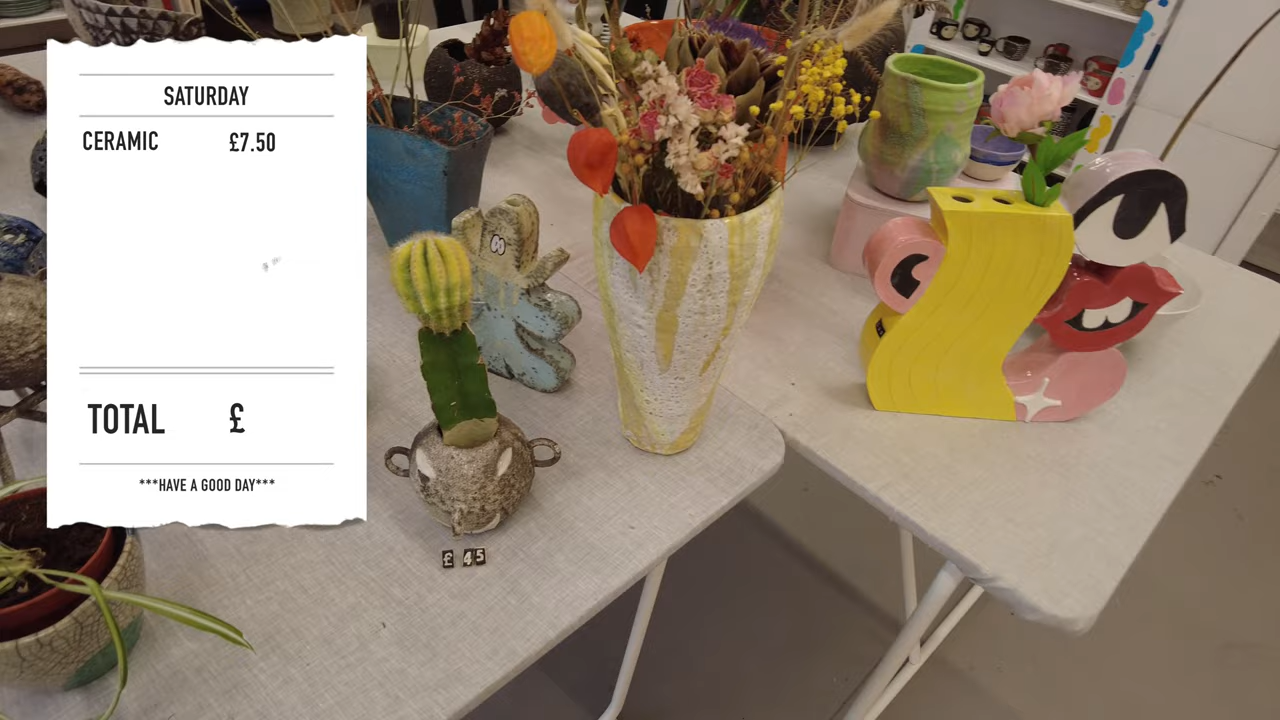 SATURDAY
CERAMIC £7.50
TOTAL £
***HAVE A GOOD DAY***
£ 45